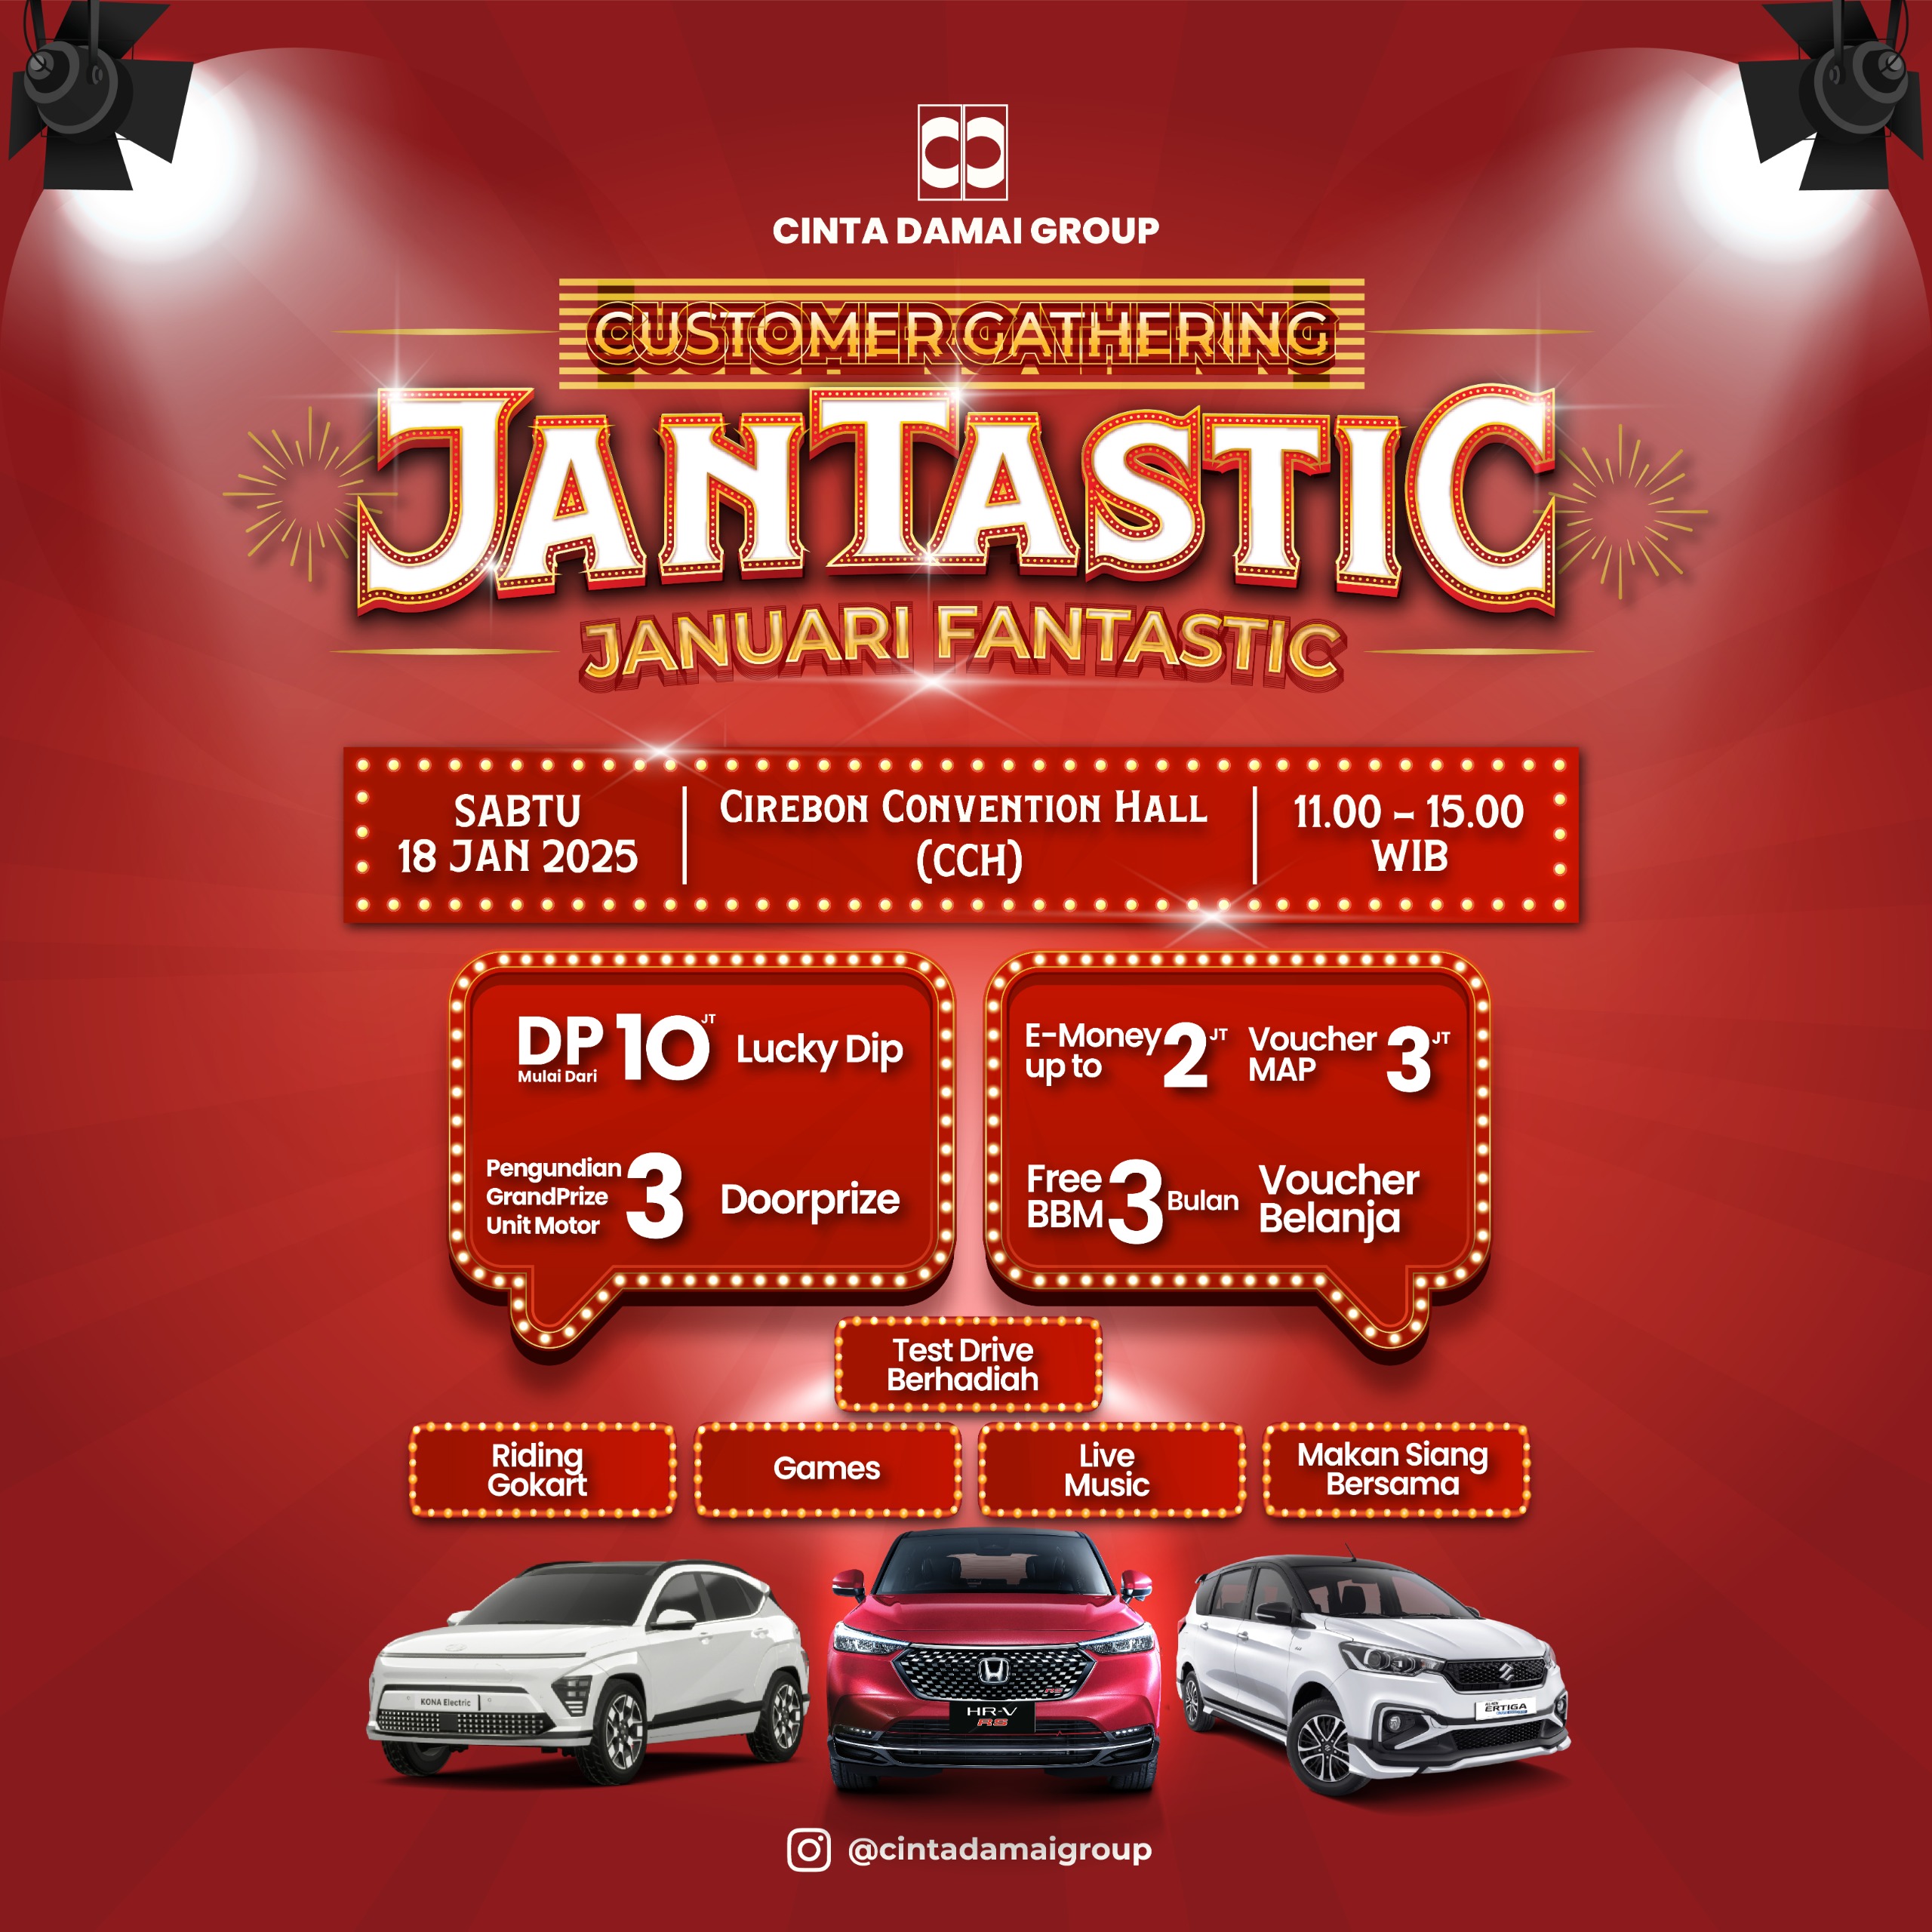 CINTA DAMAI GROUP
CUSTOMER GATHERING
JANTASTIC
JANUARI FANTASTIC
SABTU
18 JAN 2025
CIREBON CONVENTION HALL
(CCH)
11.00 – 15.00
WIB
DP
Mulai Dari
10 JT
Lucky Dip
Pengundian
GrandPrize
Unit Motor
3
Doorprize
E-Money
up to
2 JT
Voucher
MAP
3 JT
Free
BBM
3 Bulan
Voucher
Belanja
Test Drive
Berhadiah
Riding
Gokart
Games
Live
Music
Makan Siang
Bersama
KONA Electric
HR-V
RS
ERTIGA
@cintadamaigroup